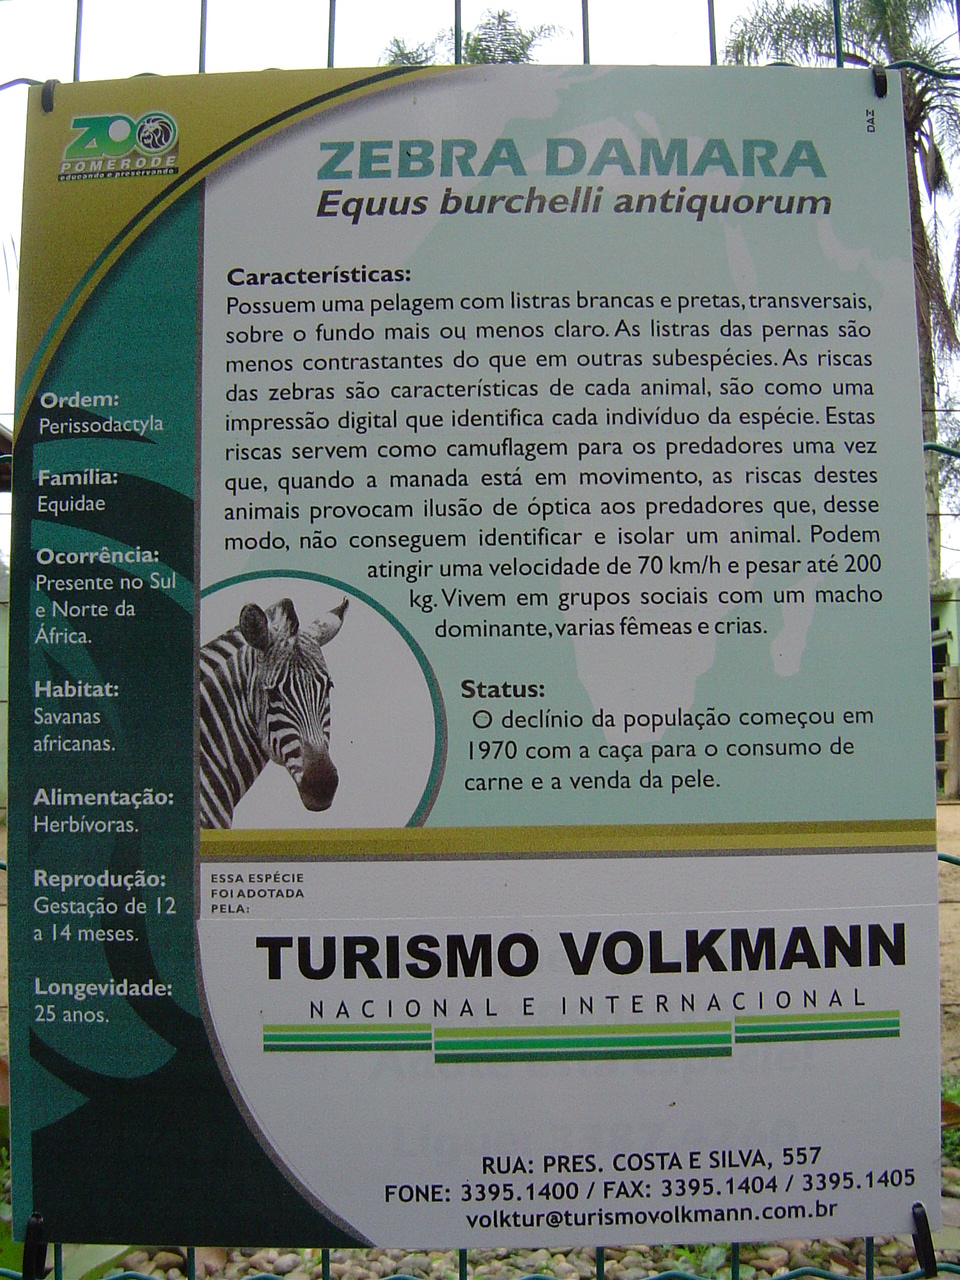 ZOO
POMERODE
educando e preservando
DAZ
ZEBRA DAMARA
Equus burchelli antiquorum
Características:
Possuem uma pelagem com listras brancas e pretas, transversais,
sobre o fundo mais ou menos claro. As listras das pernas são
menos contrastantes do que em outras subespécies. As riscas
das zebras são características de cada animal, são como uma
impressão digital que identifica cada indivíduo da espécie. Estas
riscas servem como camuflagem para os predadores uma vez
que, quando a manada está em movimento, as riscas destes
animais provocam ilusão de óptica aos predadores que, desse
modo, não conseguem identificar e isolar um animal. Podem
atingir uma velocidade de 70 km/h e pesar até 200
kg. Vivem em grupos sociais com um macho
dominante, varias fêmeas e crias.
Status:
O declínio da população começou em
1970 com a caça para o consumo de
carne e a venda da pele.
Ordem:
Perissodactyla
Família:
Equidae
Ocorrência:
Presente no Sul
e Norte da
África.
Habitat:
Savanas
africanas.
Alimentação:
Herbívoras.
Reprodução:
Gestação de 12
a 14 meses.
Longevidade:
25 anos.
ESSA ESPÉCIE
FOI ADOTADA
PELA:
TURISMO VOLKMANN
NACIONAL E INTERNACIONAL
RUA: PRES. COSTA E SILVA, 557
FONE: 3395.1400 / FAX: 3395.1404 / 3395.1405
volktur@turismovolkmann.com.br